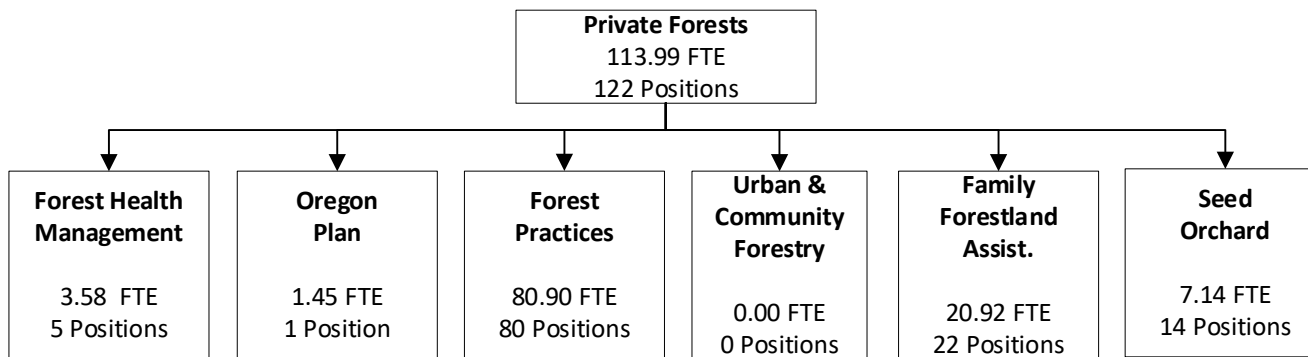 Private Forests
113.99 FTE
122 Positions
Forest Health
Management
3.58 FTE
5 Positions
Oregon
Plan
1.45 FTE
1 Position
Forest
Practices
80.90 FTE
80 Positions
Urban &
Community
Forestry
0.00 FTE
0 Positions
Family
Forestland
Assist.
20.92 FTE
22 Positions
Seed
Orchard
7.14 FTE
14 Positions